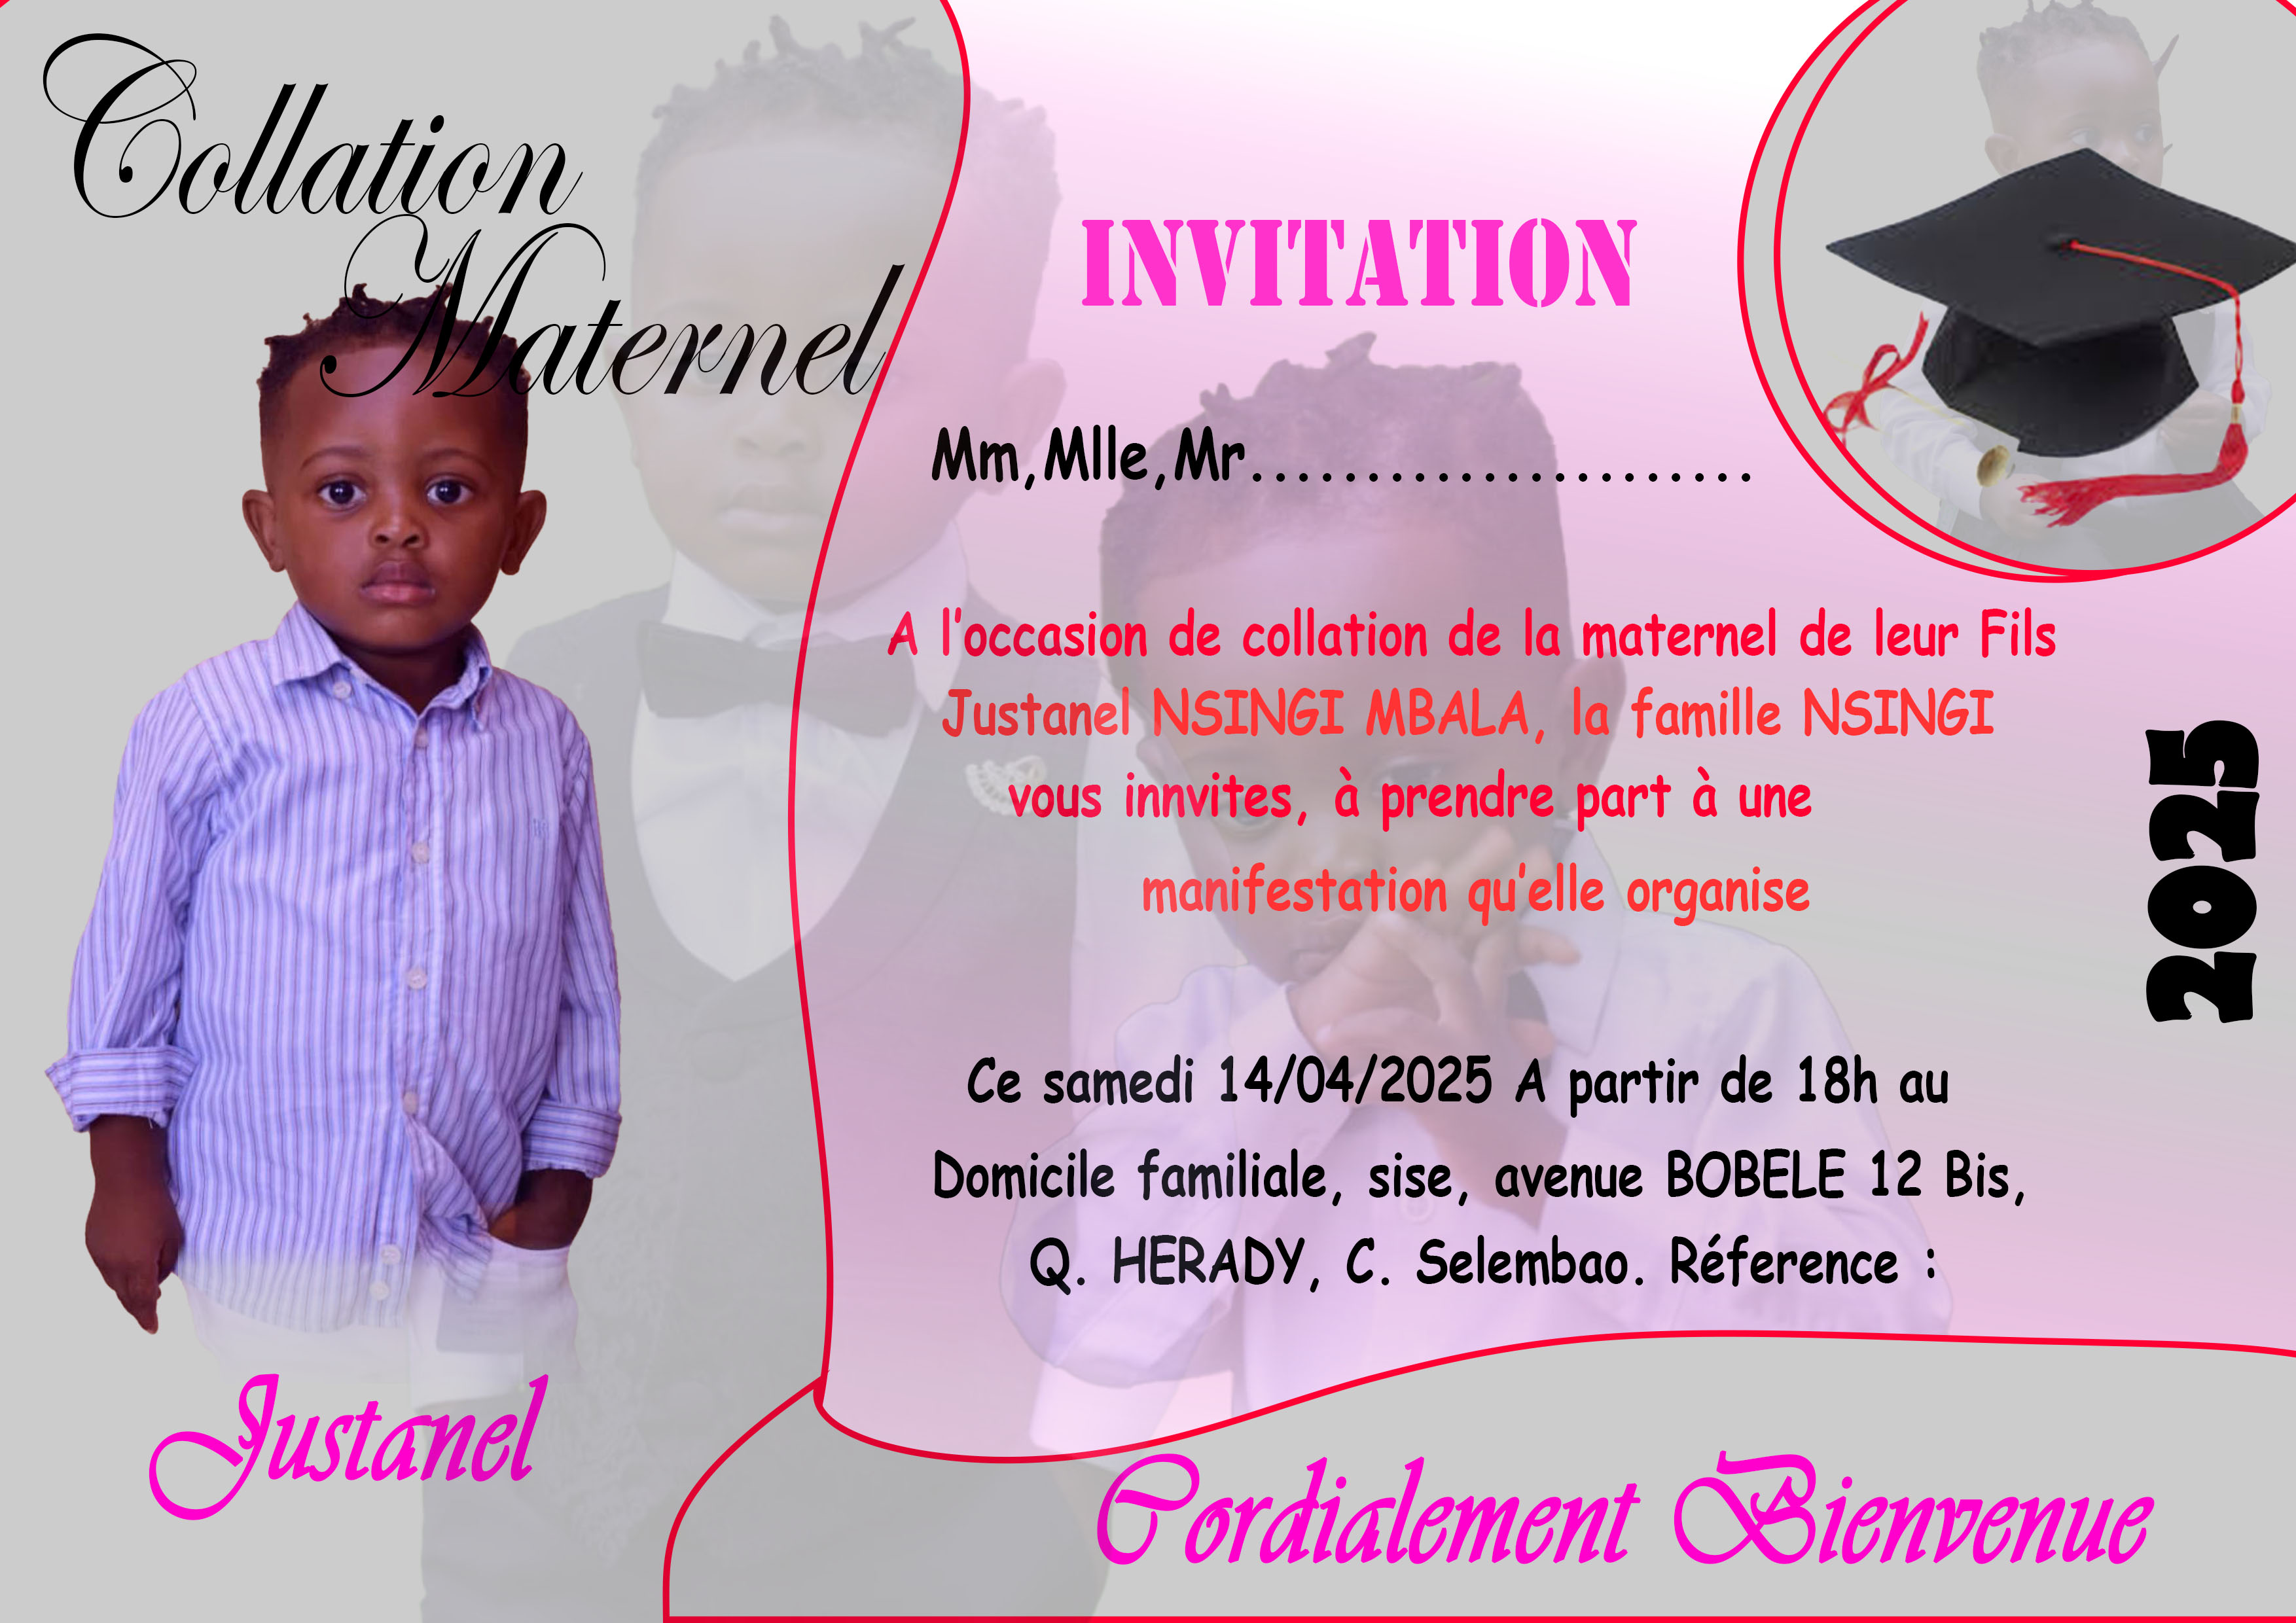 Collation
Maternel
INVITATION
Mm,Mlle,Mr......................
A l'occasion de collation de la maternel de leur Fils
Justanel NSINGI MBALA, la famille NSINGI
vous innvites, à prendre part à une
manifestation qu'elle organise
2025
Ce samedi 14/04/2025 A partir de 18h au
Domicile familiale, sise, avenue BOBELE 12 Bis,
Q. HERADY, C. Selembao. Réference :
Justanel
Cordialement Bienvenue